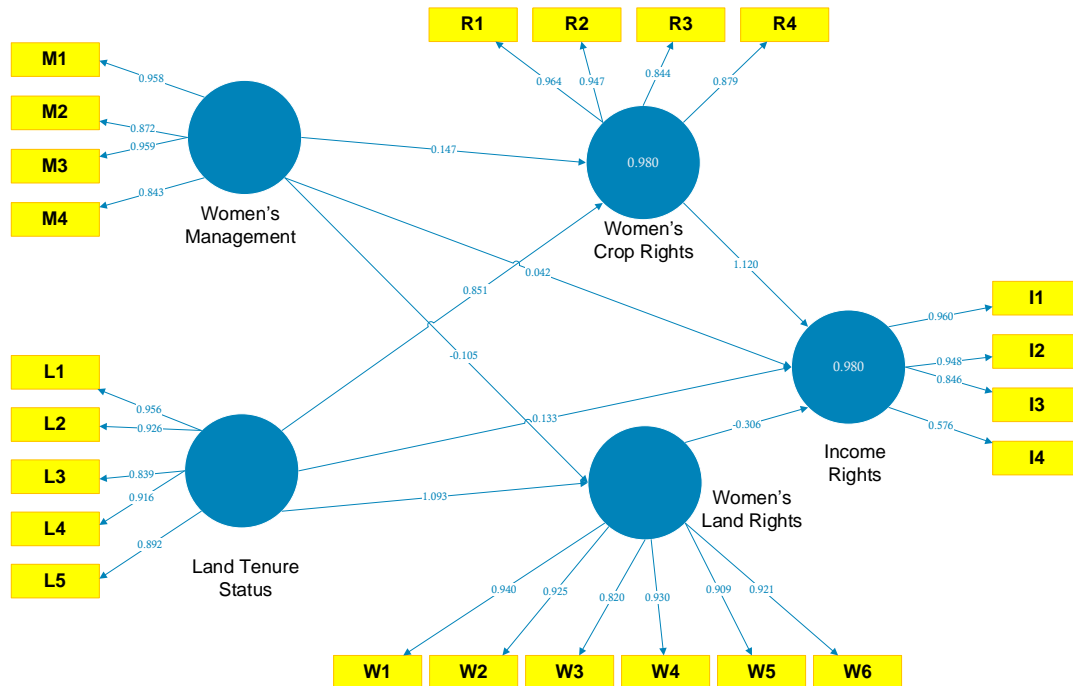 R1
R2
R3
R4
M1
M2
M3
M4
0.958
0.872
0.959
0.843
0.964
0.947
0.844
0.879
0.147
0.980
Women's
Management
Women's
Crop Rights
0.851
0.042
1.120
-0.105
I1
I2
I3
I4
0.960
0.948
0.846
0.576
0.980
Income
Rights
L1
L2
L3
L4
L5
0.956
0.926
0.839
0.916
0.892
0.133
-0.306
1.093
Land Tenure
Status
Women's
Land Rights
0.940
0.925
0.820
0.930
0.909
0.921
W1
W2
W3
W4
W5
W6